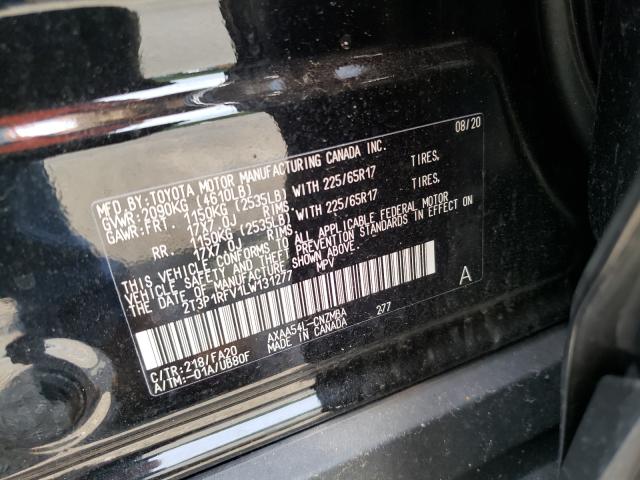 08/20
MFD.BY:TOYOTA MOTOR MANUFACTURING CANADA INC.
GVWR:2090KG (4610LB)
GAWR:FRT. 1150KG (2535LB) WITH 225/65R17 TIRES,
17X7.0J RIMS,
RR. 1150KG (2535LB) WITH 225/65R17 TIRES,
17X7.0J RIMS,
THIS VEHICLE CONFORMS TO ALL APPLICABLE FEDERAL MOTOR
VEHICLE SAFETY AND THEFT PREVENTION STANDARDS IN EFFECT ON THE
DATE OF MANUFACTURE SHOWN ABOVE.
2T3P1RFV1LW131277 MPV
A
C/TR:218/FA20 AXAA54L-CNZMBA 277
A/TM:-01A/UB80F MADE IN CANADA